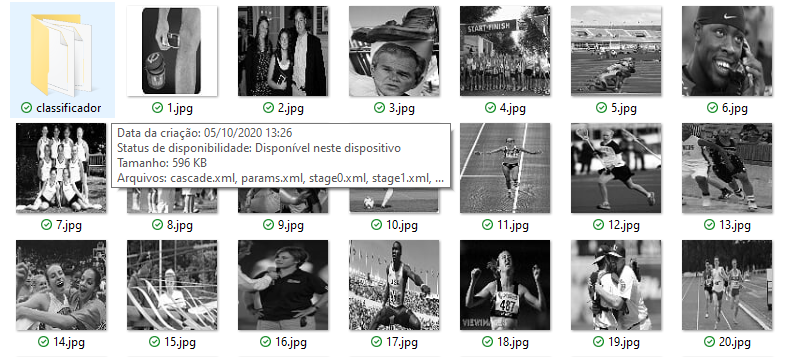 START-FINISH
classificador
1.jpg
2.jpg
3.jpg
4.jpg
5.jpg
6.jpg
Data da criação: 05/10/2020 13:26
Status de disponibilidade: Disponível neste dispositivo
Tamanho: 596 KB
Arquivos: cascade.xml, params.xml, stage0.xml, stage1.xml, ...
7.jpg
8.jpg
9.jpg
10.jpg
11.jpg
12.jpg
13.jpg
487
VIEWIMAGES
14.jpg
15.jpg
16.jpg
17.jpg
18.jpg
19.jpg
20.jpg